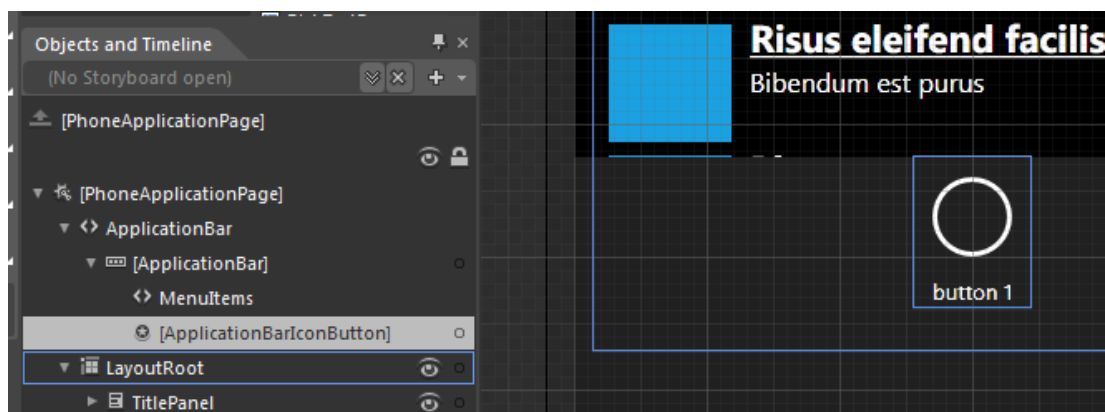 Objects and Timeline
(No Storyboard open)
[PhoneApplicationPage]
[PhoneApplicationPage]
ApplicationBar
[ApplicationBar]
MenuItems
[ApplicationBarIconButton]
LayoutRoot
TitlePanel
Risus eleifend facilis
Bibendum est purus
button 1